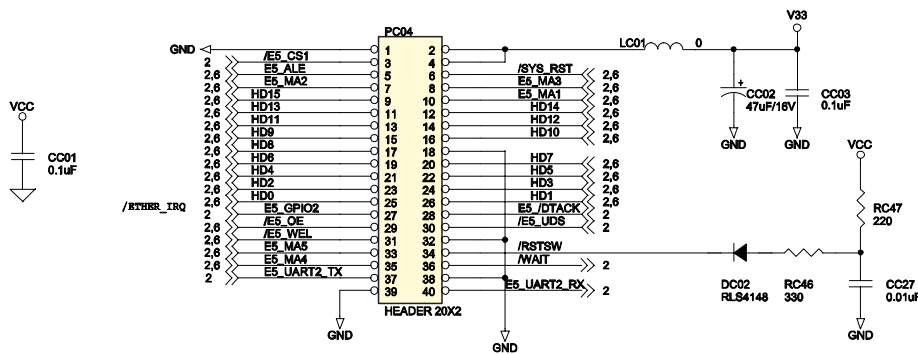 V33
PC04
GND 1 2 LC01 0
/E5_CS1 2 3 4
E5_ALE 2,6 5 6 /SYS_RST 2,6
E5_MA2 2,6 7 8 E5_MA3 2,6
HD15 2,6 9 10 E5_MA1 2,6
HD13 2,6 11 12 HD14 2,6
HD11 2,6 13 14 HD12 2,6
HD9 2,6 15 16 HD10 2,6
HD8 2,6 17 18
HD6 2,6 19 20 HD7 2,6
HD4 2,6 21 22 HD5 2,6
HD2 2,6 23 24 HD3 2,6
HD0 2,6 25 26 HD1 2,6
/ETHER_IRQ E5_GPIO2 2 27 28 E5_/DTACK 2
/E5_OE 2,6 29 30 /E5_UDS 2
/E5_WEL 2,6 31 32
E5_MA5 2,6 33 34 /RSTSW
E5_MA4 2,6 35 36 /WAIT 2
E5_UART2_TX 2 37 38
39 40 E5_UART2_RX 2
HEADER 20X2
GND
GND
VCC
CC01
0.1uF
CC02
47uF/16V
CC03
0.1uF
GND
GND
VCC
RC47
220
DC02
RLS4148
RC46
330
CC27
0.01uF
GND